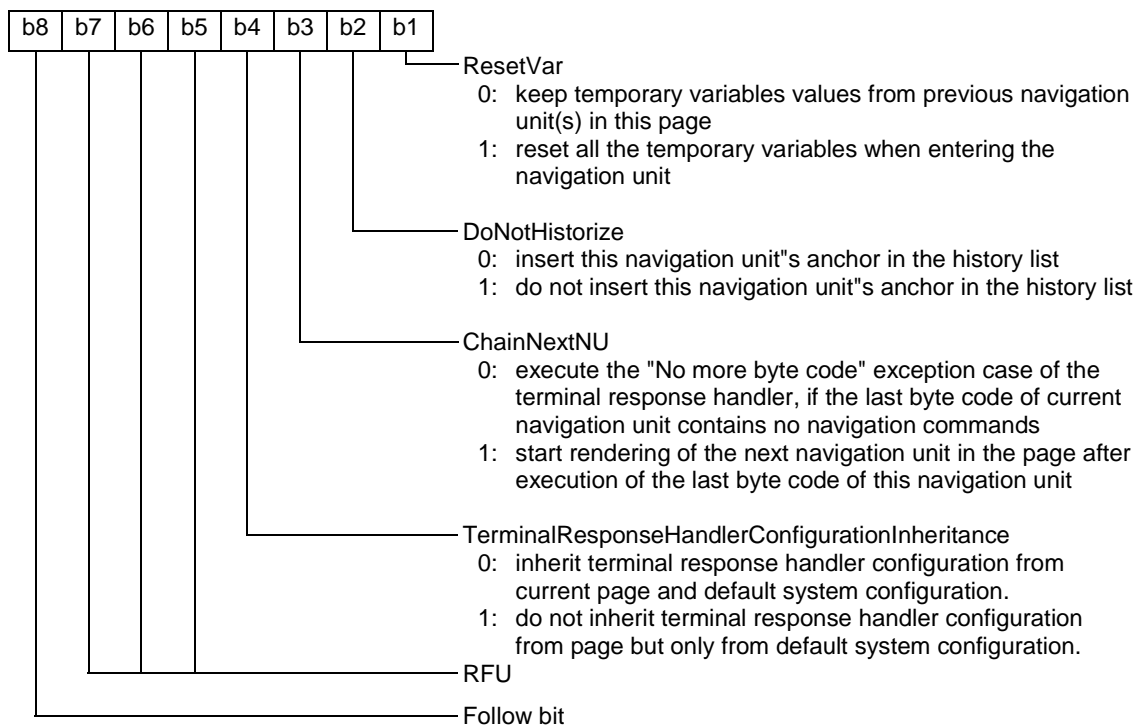 b8 b7 b6 b5 b4 b3 b2 b1
ResetVar
0: keep temporary variables values from previous navigation
unit(s) in this page
1: reset all the temporary variables when entering the
navigation unit
DoNotHistorize
0: insert this navigation unit"s anchor in the history list
1: do not insert this navigation unit"s anchor in the history list
ChainNextNU
0: execute the "No more byte code" exception case of the
terminal response handler, if the last byte code of current
navigation unit contains no navigation commands
1: start rendering of the next navigation unit in the page after
execution of the last byte code of this navigation unit
TerminalResponseHandlerConfigurationInheritance
0: inherit terminal response handler configuration from
current page and default system configuration.
1: do not inherit terminal response handler configuration
from page but only from default system configuration.
RFU
Follow bit